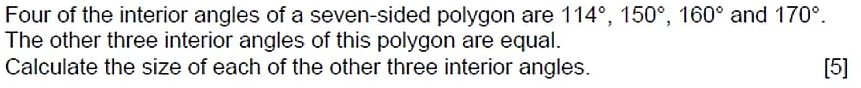 Four of the interior angles of a seven-sided polygon are 114°, 150°, 160° and 170°.
The other three interior angles of this polygon are equal.
Calculate the size of each of the other three interior angles. [5]